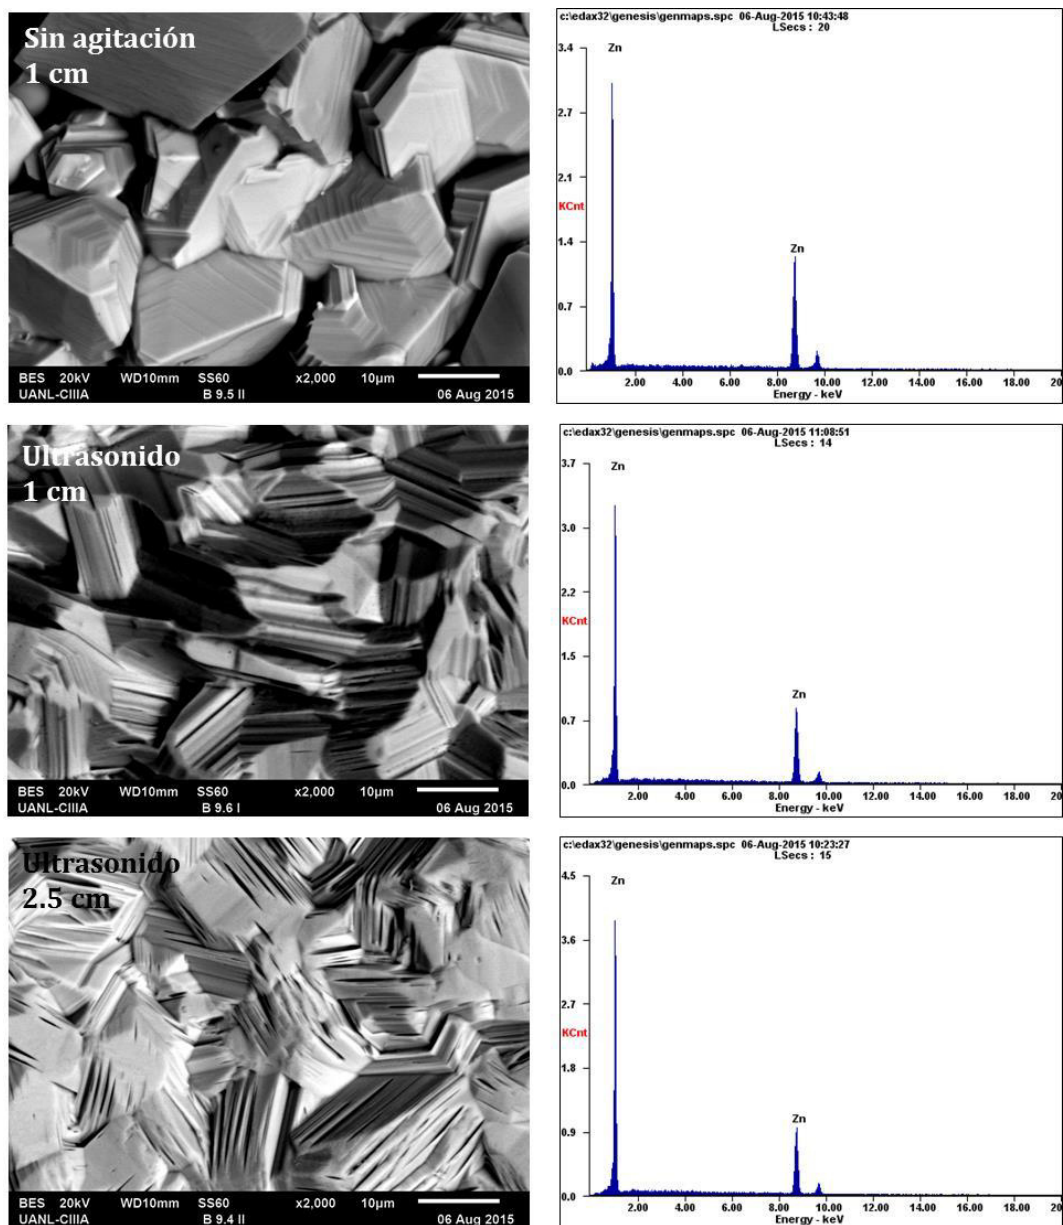 Sin agitación
1 cm
BES 20kV WD10mm SS60 x2,000 10µm
UANL-CIIIA B 9.5 II 06 Aug 2015
c:\edax32\genesis\genmaps.spc 06-Aug-2015 10:43:48
LSecs : 20
3.4
Zn
2.7
2.1
KCnt
1.4
Zn
0.7
0.0
2.00 4.00 6.00 8.00 10.00 12.00 14.00 16.00 18.00 20
Energy - keV
Ultrasonido
1 cm
BES 20kV WD10mm SS60 x2,000 10µm
UANL-CIIIA B 9.6 I 06 Aug 2015
c:\edax32\genesis\genmaps.spc 06-Aug-2015 11:08:51
LSecs : 14
3.7
Zn
3.0
2.2
KCnt
1.5
0.7
Zn
0.0
2.00 4.00 6.00 8.00 10.00 12.00 14.00 16.00 18.00 20
Energy - keV
Ultrasonido
2.5 cm
BES 20kV WD10mm SS60 x2,000 10µm
UANL-CIIIA B 9.4 II 06 Aug 2015
c:\edax32\genesis\genmaps.spc 06-Aug-2015 10:23:27
LSecs : 15
4.5
Zn
3.6
2.7
KCnt
1.8
0.9
Zn
0.0
2.00 4.00 6.00 8.00 10.00 12.00 14.00 16.00 18.00 20
Energy - keV